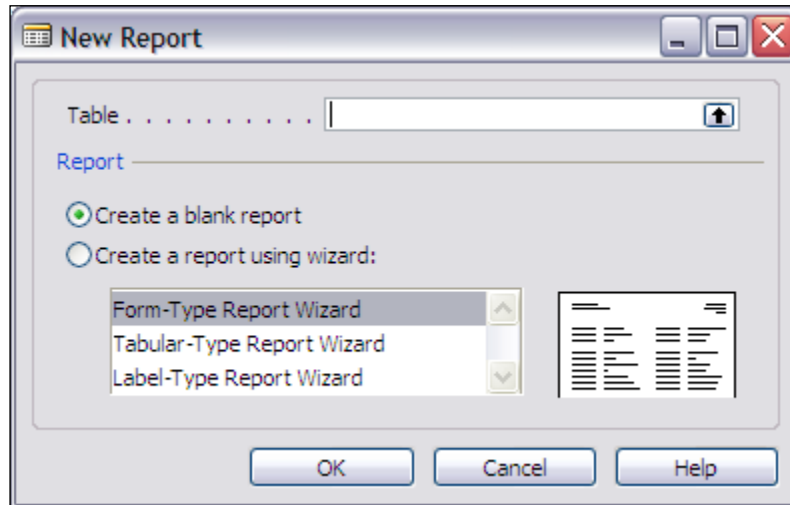 New Report
Table . . . . . . . . . .
Report
Create a blank report
Create a report using wizard:
Form-Type Report Wizard
Tabular-Type Report Wizard
Label-Type Report Wizard
OK Cancel Help